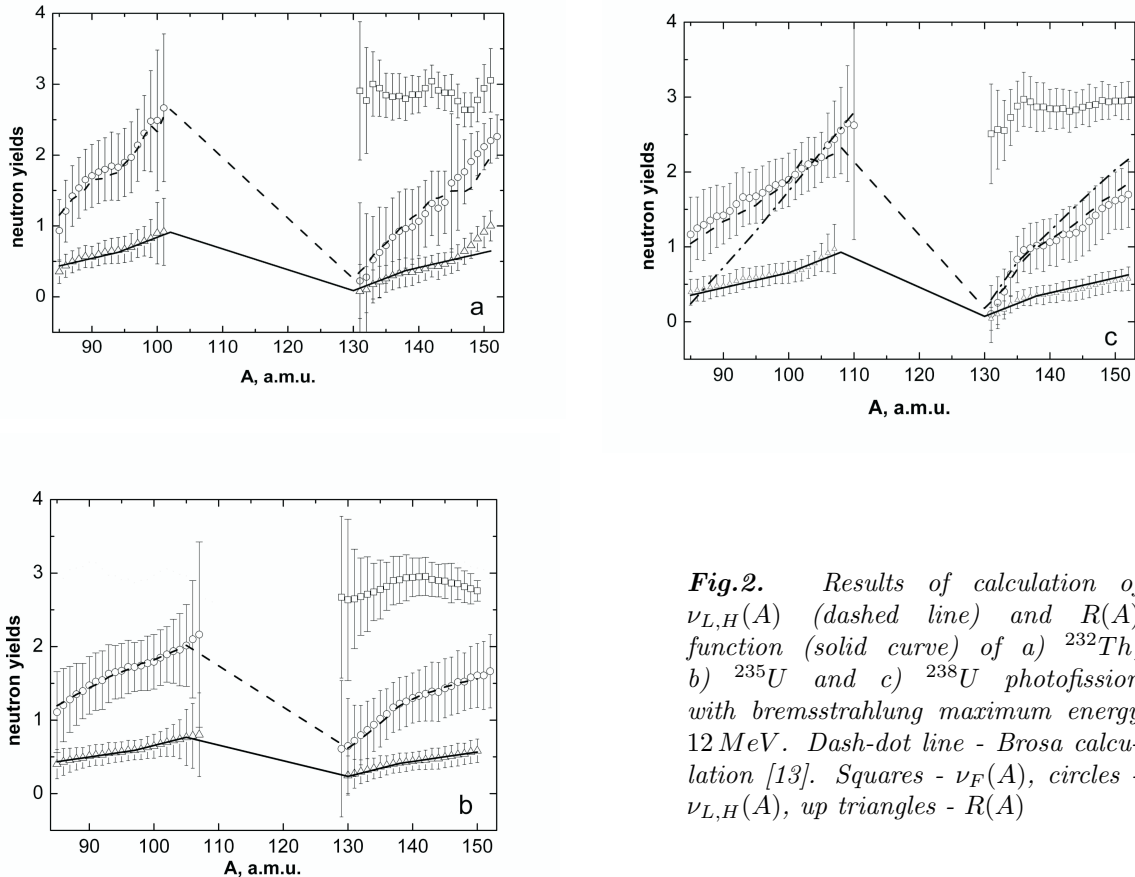 4
3
2
1
0
neutron yields
a
90 100 110 120 130 140 150
A, a.m.u.
4
3
2
1
0
neutron yields
c
90 100 110 120 130 140 150
A, a.m.u.
4
3
2
1
0
neutron yields
b
90 100 110 120 130 140 150
A, a.m.u.
Fig.2. Results of calculation of
ν_{L,H}(A) (dashed line) and R(A)
function (solid curve) of a) ²³²Th,
b) ²³⁵U and c) ²³⁸U photofission
with bremsstrahlung maximum energy
12 MeV. Dash-dot line - Brosa calcu-
lation [13]. Squares - ν_F(A), circles -
ν_{L,H}(A), up triangles - R(A)